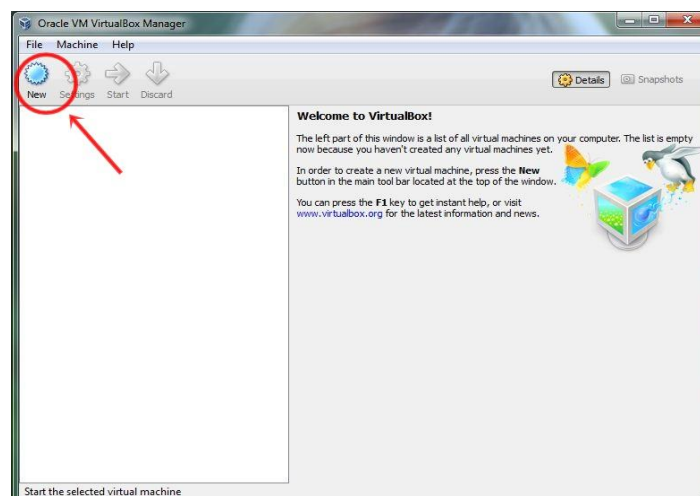 Oracle VM VirtualBox Manager
File Machine Help
New Settings Start Discard
Details Snapshots
Welcome to VirtualBox!
The left part of this window is a list of all virtual machines on your computer. The list is empty
now because you haven't created any virtual machines yet.
In order to create a new virtual machine, press the New
button in the main tool bar located at the top of the window.
You can press the F1 key to get instant help, or visit
www.virtualbox.org for the latest information and news.
Start the selected virtual machine